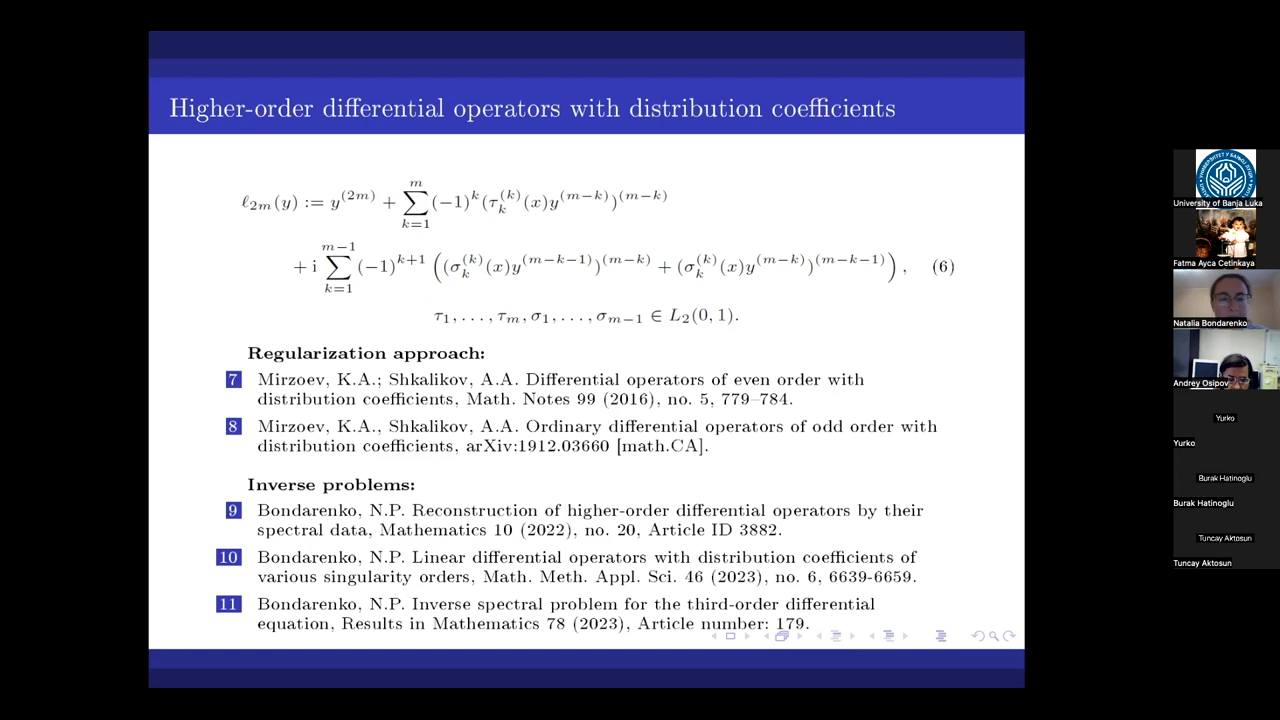 Higher-order differential operators with distribution coefficients
ℓ_{2m}(y) := y^{(2m)} + \sum_{k=1}^{m} (-1)^k (τ_k^{(k)}(x) y^{(m-k)})^{(m-k)}
+ i \sum_{k=1}^{m-1} (-1)^{k+1} ((σ_k^{(k)}(x) y^{(m-k-1)})^{(m-k)} + (σ_k^{(k)}(x) y^{(m-k)})^{(m-k-1)}), (6)
τ_1, . . . , τ_m, σ_1, . . . , σ_{m-1} ∈ L_2(0, 1).
Regularization approach:
7 Mirzoev, K.A.; Shkalikov, A.A. Differential operators of even order with
distribution coefficients, Math. Notes 99 (2016), no. 5, 779–784.
8 Mirzoev, K.A., Shkalikov, A.A. Ordinary differential operators of odd order with
distribution coefficients, arXiv:1912.03660 [math.CA].
Inverse problems:
9 Bondarenko, N.P. Reconstruction of higher-order differential operators by their
spectral data, Mathematics 10 (2022), no. 20, Article ID 3882.
10 Bondarenko, N.P. Linear differential operators with distribution coefficients of
various singularity orders, Math. Meth. Appl. Sci. 46 (2023), no. 6, 6639-6659.
11 Bondarenko, N.P. Inverse spectral problem for the third-order differential
equation, Results in Mathematics 78 (2023), Article number: 179.
University of Banja Luka
Fatma Ayca Cetinkaya
Natalia Bondarenko
Andrey Osipov
Yurko
Yurko
Burak Hatinoglu
Burak Hatinoglu
Tuncay Aktosun
Tuncay Aktosun